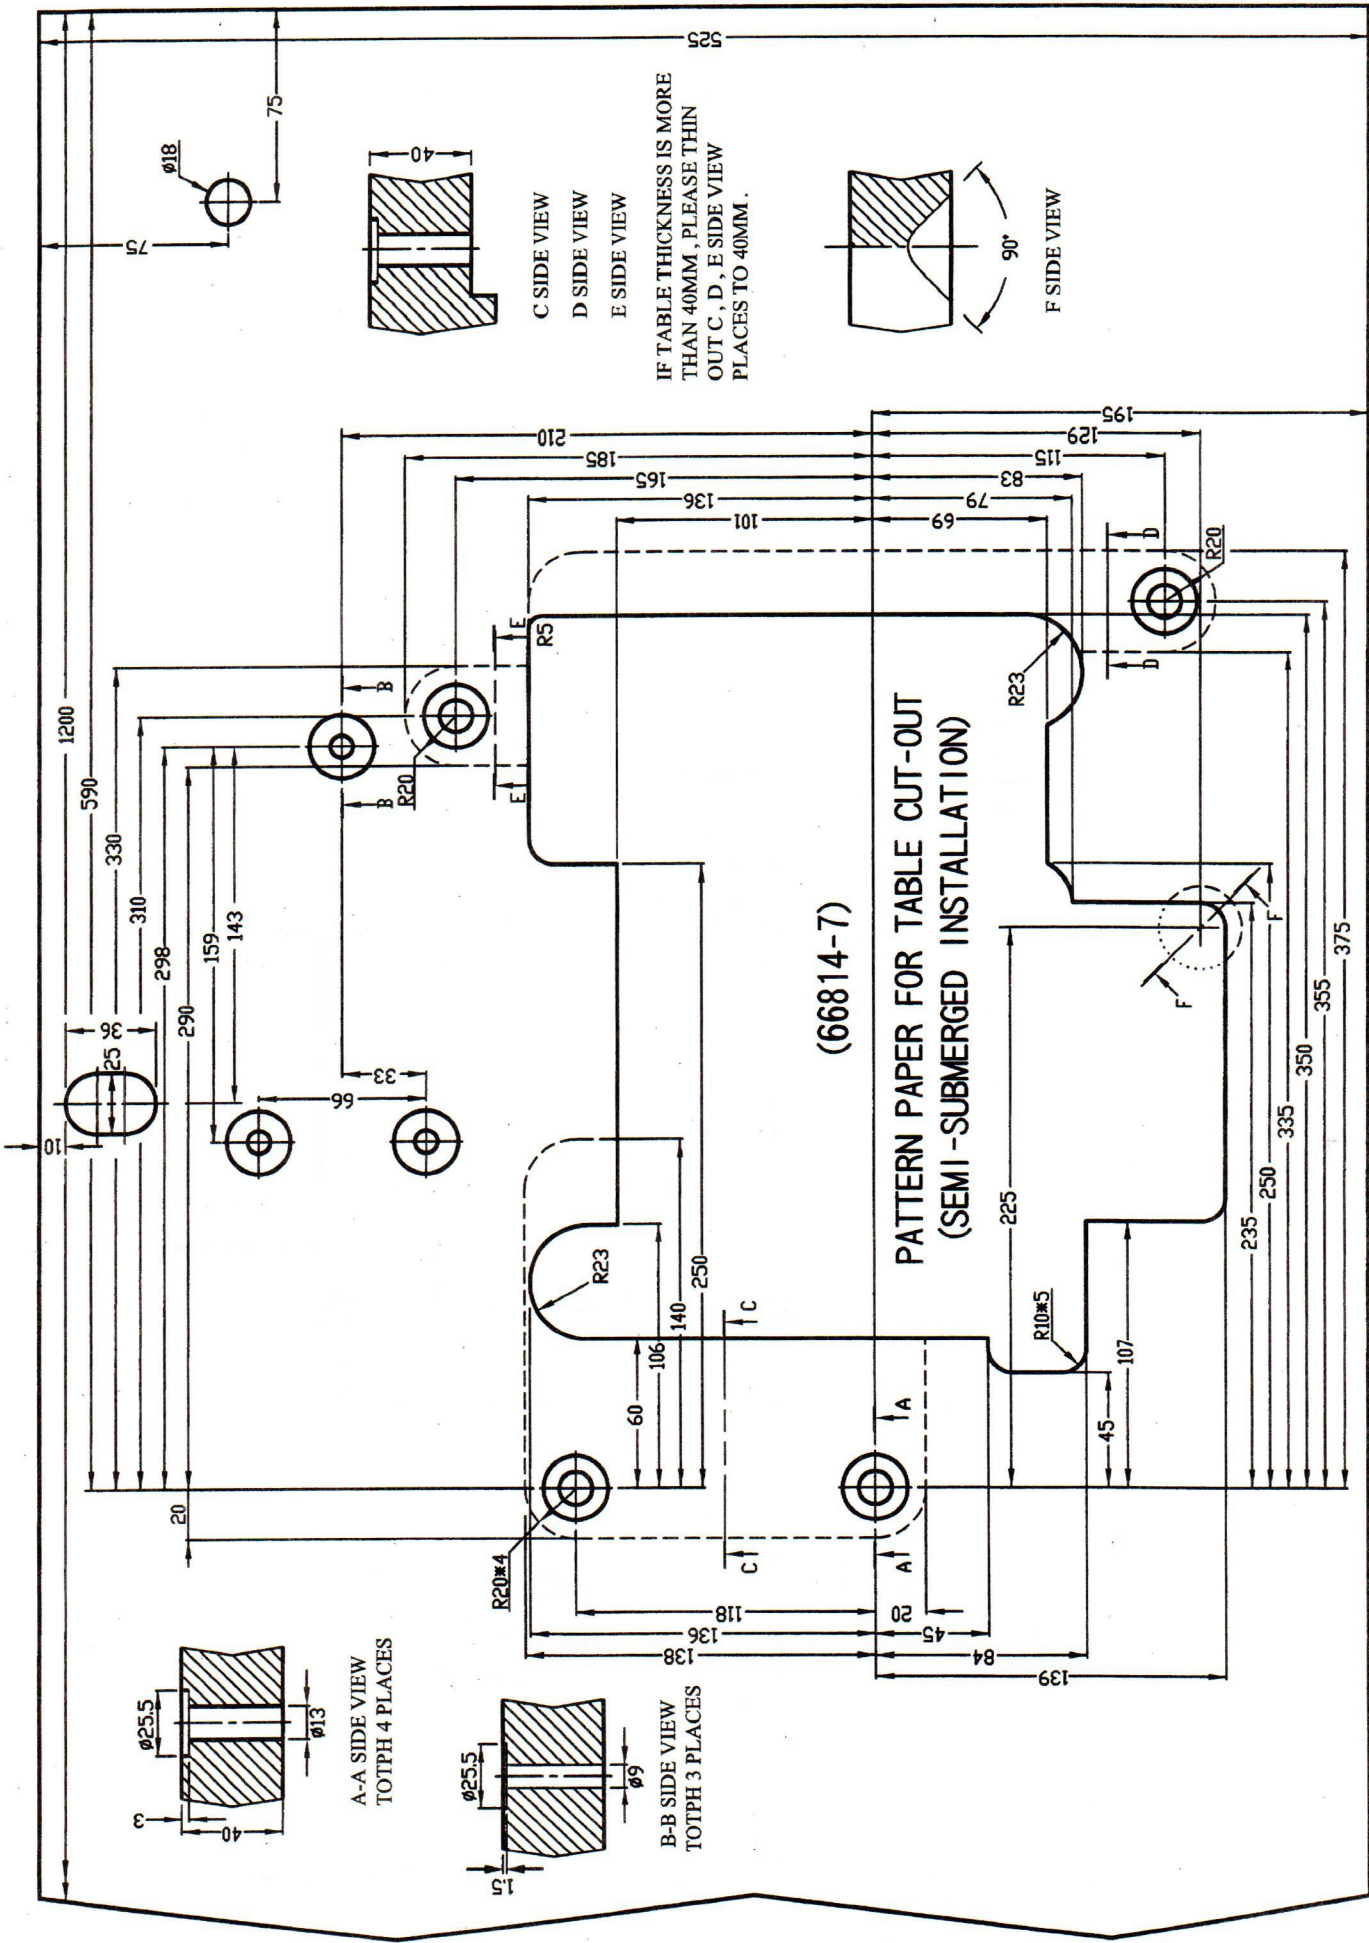 1200
590
330
310
298
290
159
143
20
36
25
10
33
66
75
75
ø18
525
40
C SIDE VIEW
D SIDE VIEW
E SIDE VIEW
IF TABLE THICKNESS IS MORE
THAN 40MM , PLEASE THIN
OUT C , D , E SIDE VIEW
PLACES TO 40MM .
90°
F SIDE VIEW
210
185
165
136
101
195
129
115
83
79
69
B
B
R20
E
E
R5
R23
D
D
R20
R23
(66814-7)
PATTERN PAPER FOR TABLE CUT-OUT
(SEMI-SUBMERGED INSTALLATION)
F
F
225
250
140
106
60
C
C
A
A
R10*5
45
107
235
250
335
350
355
375
R20*4
118
136
138
20
45
84
139
ø25.5
3
40
ø13
A-A SIDE VIEW
TOTPH 4 PLACES
ø25.5
1.5
ø9
B-B SIDE VIEW
TOTPH 3 PLACES